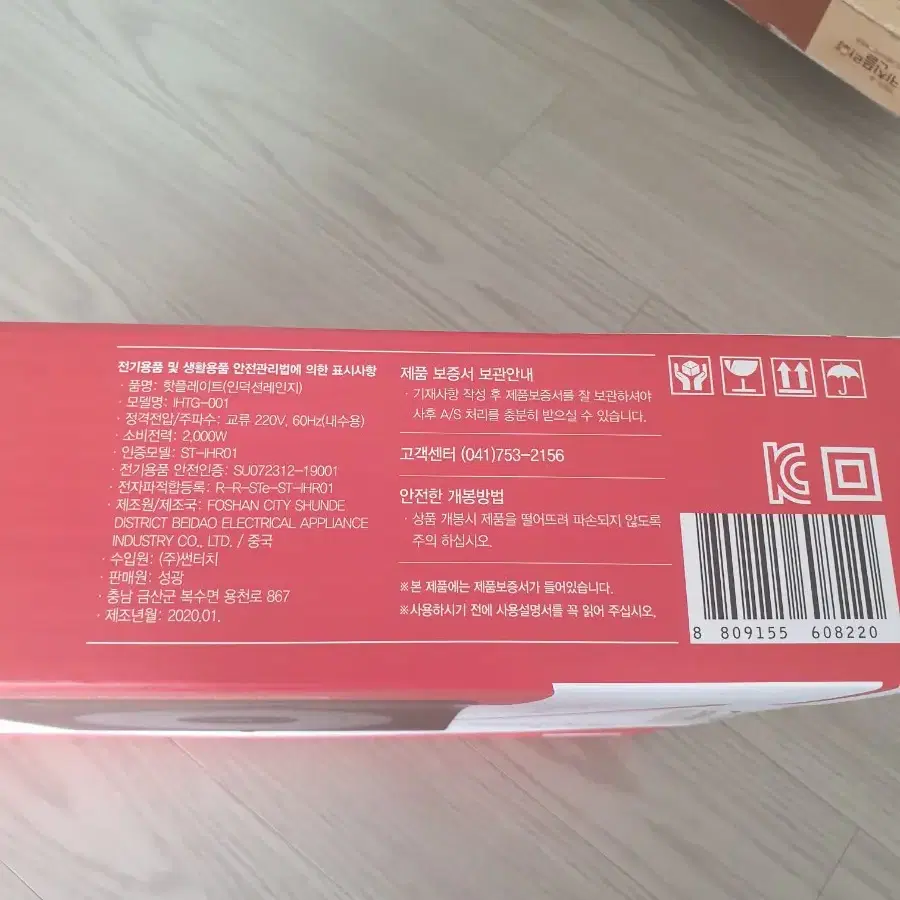 전기용품 및 생활용품 안전관리법에 의한 표시사항
· 품명: 핫플레이트(인덕션레인지)
· 모델명: IHTG-001
· 정격전압/주파수: 교류 220V, 60Hz(내수용)
· 소비전력: 2,000W
· 인증모델: ST-IHR01
· 전기용품 안전인증: SU072312-19001
· 전자파적합등록: R-R-STe-ST-IHR01
· 제조원/제조국: FOSHAN CITY SHUNDE
DISTRICT BEIDAO ELECTRICAL APPLIANCE
INDUSTRY CO., LTD. / 중국
· 수입원: (주)썬터치
· 판매원: 성광
· 충남 금산군 복수면 용천로 867
· 제조년월: 2020.01.
제품 보증서 보관안내
· 기재사항 작성 후 제품보증서를 잘 보관하셔야
사후 A/S 처리를 충분히 받으실 수 있습니다.
고객센터 (041)753-2156
안전한 개봉방법
· 상품 개봉시 제품을 떨어뜨려 파손되지 않도록
주의 하십시오.
※본 제품에는 제품보증서가 들어있습니다.
※사용하시기 전에 사용설명서를 꼭 읽어 주십시오.
8 809155 608220